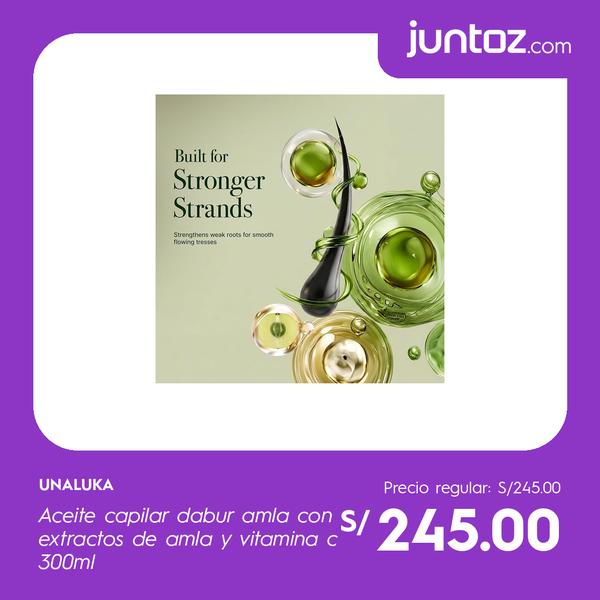 juntoz.com
Built for
Stronger
Strands
Strengthens weak roots for smooth
flowing tresses
UNALUKA
Aceite capilar dabur amla con
extractos de amla y vitamina c
300ml
Precio regular: S/245.00
S/ 245.00